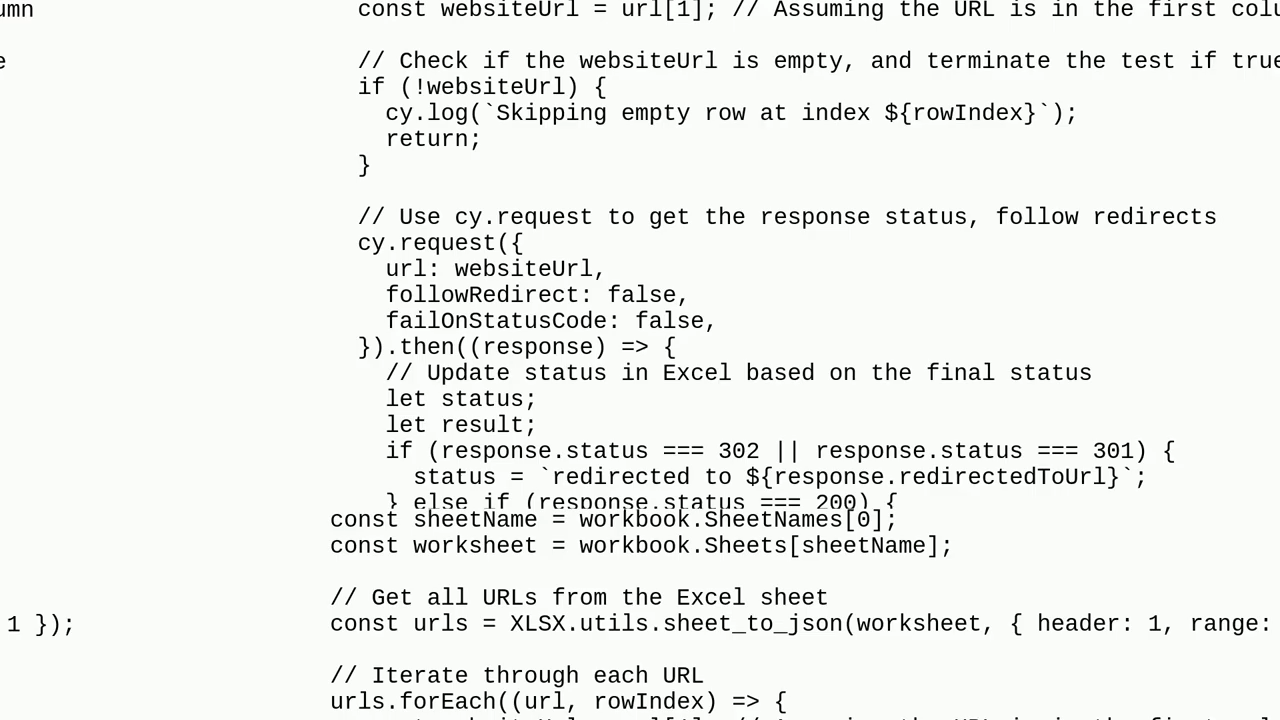 umn const websiteUrl = url[1]; // Assuming the URL is in the first colu
e // Check if the websiteUrl is empty, and terminate the test if true
if (!websiteUrl) {
cy.log(`Skipping empty row at index ${rowIndex}`);
return;
}
// Use cy.request to get the response status, follow redirects
cy.request({
url: websiteUrl,
followRedirect: false,
failOnStatusCode: false,
}).then((response) => {
// Update status in Excel based on the final status
let status;
let result;
if (response.status === 302 || response.status === 301) {
status = `redirected to ${response.redirectedToUrl}`;
} else if (response.status === 200) {
const sheetName = workbook.SheetNames[0];
const worksheet = workbook.Sheets[sheetName];
// Get all URLs from the Excel sheet
1 }); const urls = XLSX.utils.sheet_to_json(worksheet, { header: 1, range:
// Iterate through each URL
urls.forEach((url, rowIndex) => {